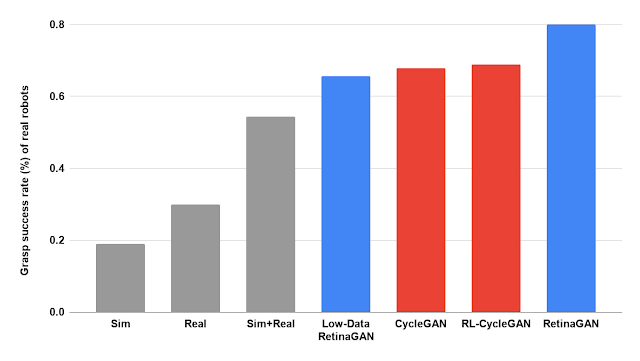 Grasp success rate (%) of real robots
0.8
0.6
0.4
0.2
0.0
Sim
Real
Sim+Real
Low-Data
RetinaGAN
CycleGAN
RL-CycleGAN
RetinaGAN